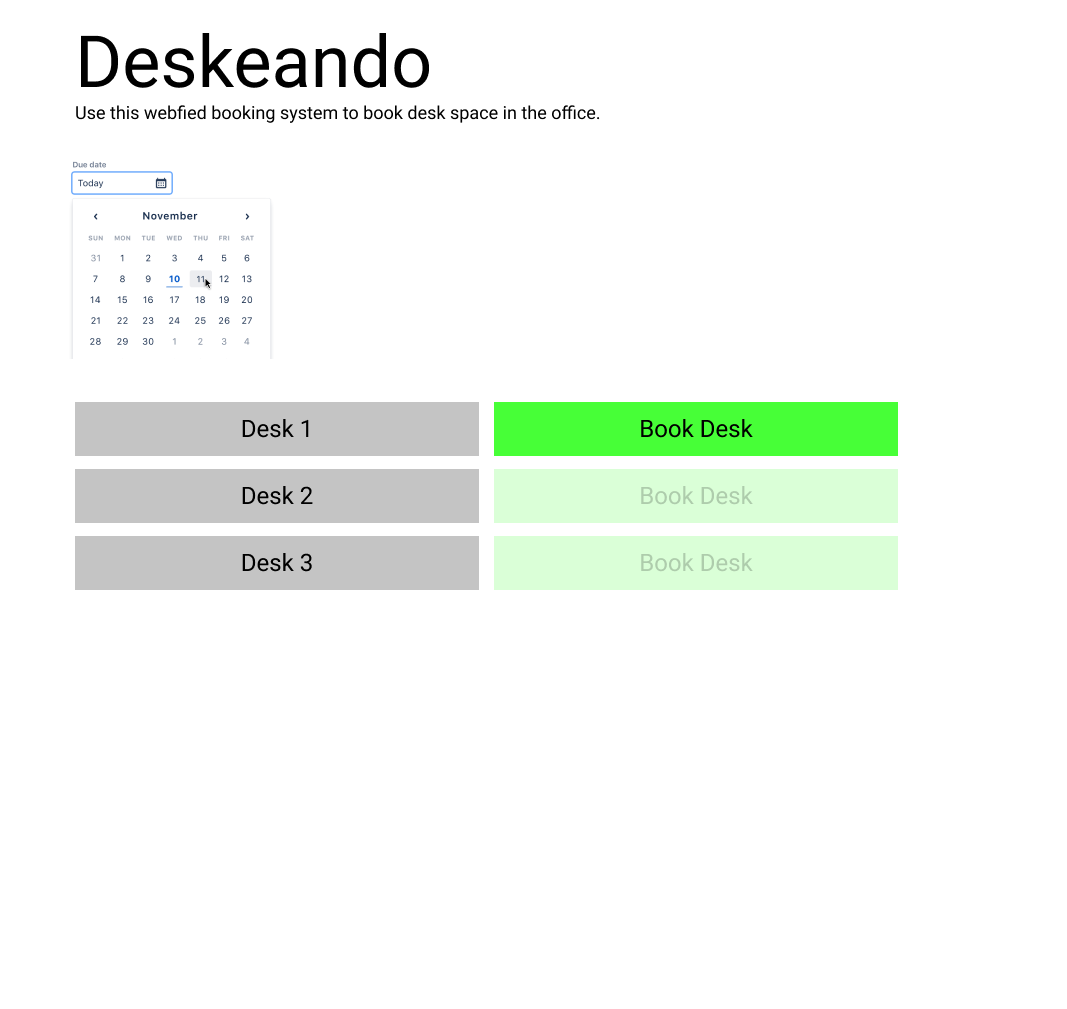 Deskeando
Use this webfied booking system to book desk space in the office.
Due date
Today
‹ November ›
SUN MON TUE WED THU FRI SAT
31 1 2 3 4 5 6
7 8 9 10 11 12 13
14 15 16 17 18 19 20
21 22 23 24 25 26 27
28 29 30 1 2 3 4
Desk 1 Book Desk
Desk 2 Book Desk
Desk 3 Book Desk